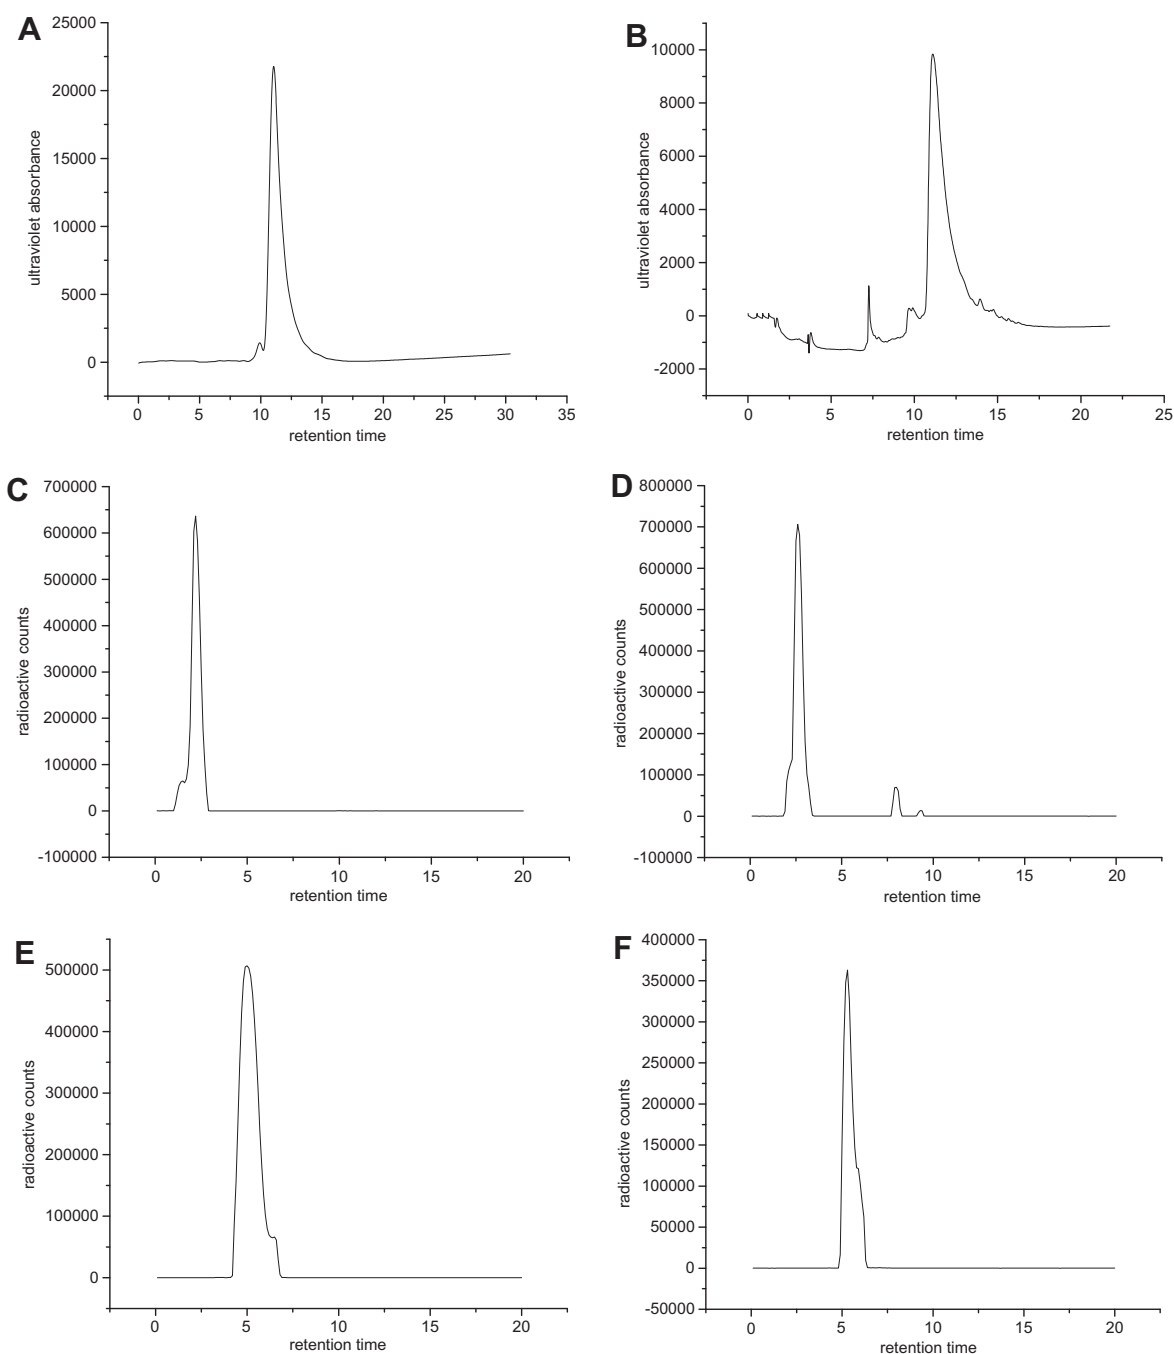 A
25000
20000
15000
10000
5000
0
0 5 10 15 20 25 30 35
ultraviolet absorbance
retention time
B
10000
8000
6000
4000
2000
0
-2000
0 5 10 15 20 25
ultraviolet absorbance
retention time
C
700000
600000
500000
400000
300000
200000
100000
0
-100000
0 5 10 15 20
radioactive counts
retention time
D
800000
700000
600000
500000
400000
300000
200000
100000
0
-100000
0 5 10 15 20
radioactive counts
retention time
E
500000
400000
300000
200000
100000
0
0 5 10 15 20
radioactive counts
retention time
F
400000
350000
300000
250000
200000
150000
100000
50000
0
-50000
0 5 10 15 20
radioactive counts
retention time